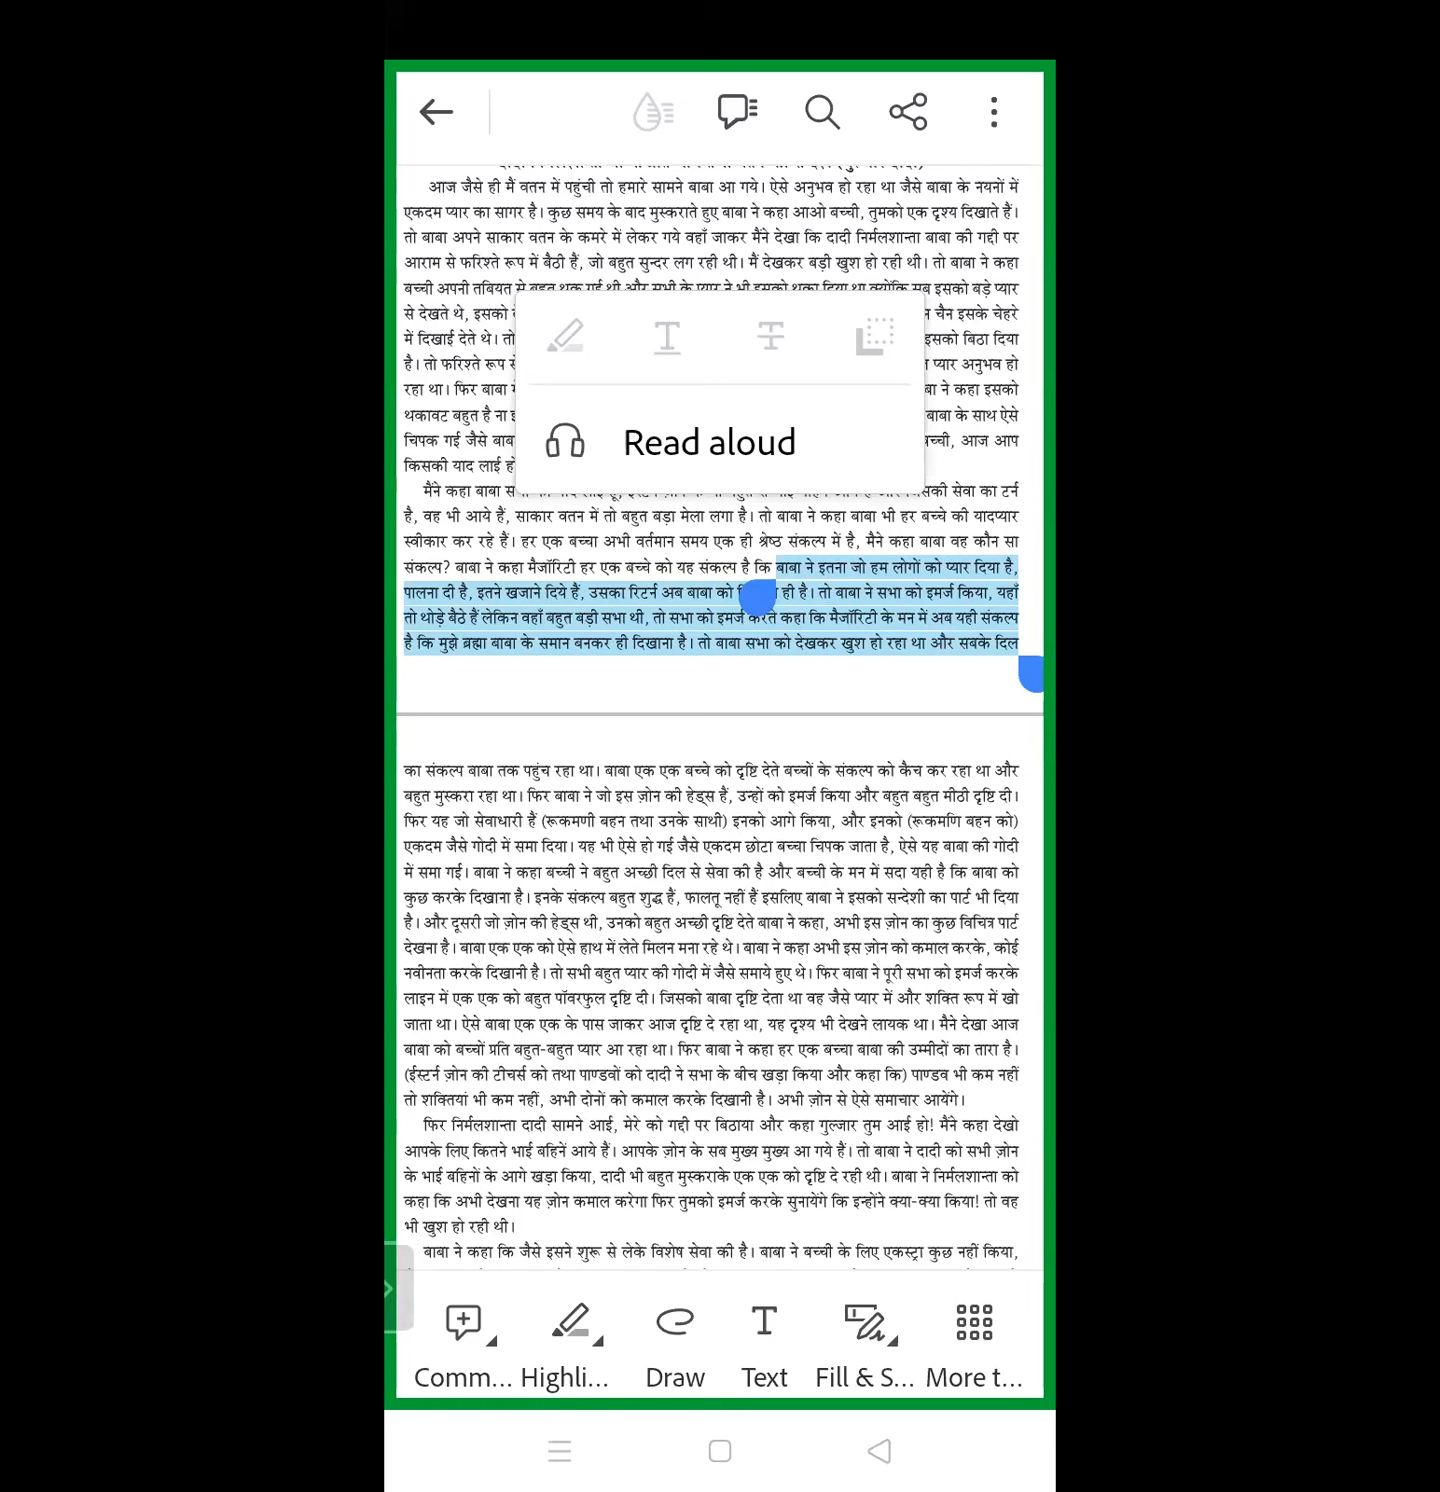 आज जैसे ही मैं वतन में पहुंची तो हमारे सामने बाबा आ गये। ऐसे अनुभव हो रहा था जैसे बाबा के नयनों में
एकदम प्यार का सागर है। कुछ समय के बाद मुस्कराते हुए बाबा ने कहा आओ बच्ची, तुमको एक दृश्य दिखाते हैं।
तो बाबा अपने साकार वतन के कमरे में लेकर गये वहाँ जाकर मैंने देखा कि दादी निर्मलशान्ता बाबा की गद्दी पर
आराम से फरिश्ते रूप में बैठी हैं, जो बहुत सुन्दर लग रही थी। मैं देखकर बड़ी खुश हो रही थी। तो बाबा ने कहा
बच्ची अपनी तबियत से बहुत थक गई थी और सभी के प्यार ने भी इसको थका दिया था क्योंकि सब इसको बड़े प्यार
से देखते थे, इसको चैन इसके चेहरे
में दिखाई देते थे। तो इसको बिठा दिया
है। तो फरिश्ते रूप प्यार अनुभव हो
रहा था। फिर बाबा ने कहा इसको
थकावट बहुत है ना बाबा के साथ ऐसे
चिपक गई जैसे बच्ची, आज आप
किसकी याद लाई
Read aloud
मैंने कहा बाबा सेवा का टर्न
है, वह भी आये हैं, साकार वतन में तो बहुत बड़ा मेला लगा है। तो बाबा ने कहा बाबा भी हर बच्चे की यादप्यार
स्वीकार कर रहे हैं। हर एक बच्चा अभी वर्तमान समय एक ही श्रेष्ठ संकल्प में है, मैने कहा बाबा वह कौन सा
संकल्प? बाबा ने कहा मैजॉरिटी हर एक बच्चे को यह संकल्प है कि बाबा ने इतना जो हम लोगों को प्यार दिया है,
पालना दी है, इतने खजाने दिये हैं, उसका रिटर्न अब बाबा को ही है। तो बाबा ने सभा को इमर्ज किया, यहाँ
तो थोड़े बैठे हैं लेकिन वहाँ बहुत बड़ी सभा थी, तो सभा को इमर्ज करते कहा कि मैजॉरिटी के मन में अब यही संकल्प
है कि मुझे ब्रह्मा बाबा के समान बनकर ही दिखाना है। तो बाबा सभा को देखकर खुश हो रहा था और सबके दिल
का संकल्प बाबा तक पहुंच रहा था। बाबा एक एक बच्चे को दृष्टि देते बच्चों के संकल्प को कैच कर रहा था और
बहुत मुस्करा रहा था। फिर बाबा ने जो इस ज़ोन की हेड्स हैं, उन्हों को इमर्ज किया और बहुत बहुत मीठी दृष्टि दी।
फिर यह जो सेवाधारी हैं (रूकमणी बहन तथा उनके साथी) इनको आगे किया, और इनको (रूकमणि बहन को)
एकदम जैसे गोदी में समा दिया। यह भी ऐसे हो गई जैसे एकदम छोटा बच्चा चिपक जाता है, ऐसे यह बाबा की गोदी
में समा गई। बाबा ने कहा बच्ची ने बहुत अच्छी दिल से सेवा की है और बच्ची के मन में सदा यही है कि बाबा को
कुछ करके दिखाना है। इनके संकल्प बहुत शुद्ध हैं, फालतू नहीं हैं इसलिए बाबा ने इसको सन्देशी का पार्ट भी दिया
है। और दूसरी जो ज़ोन की हेड्स थी, उनको बहुत अच्छी दृष्टि देते बाबा ने कहा, अभी इस ज़ोन का कुछ विचित्र पार्ट
देखना है। बाबा एक एक को ऐसे हाथ में लेते मिलन मना रहे थे। बाबा ने कहा अभी इस ज़ोन को कमाल करके, कोई
नवीनता करके दिखानी है। तो सभी बहुत प्यार की गोदी में जैसे समाये हुए थे। फिर बाबा ने पूरी सभा को इमर्ज करके
लाइन में एक एक को बहुत पॉवरफुल दृष्टि दी। जिसको बाबा दृष्टि देता था वह जैसे प्यार में और शक्ति रूप में खो
जाता था। ऐसे बाबा एक एक के पास जाकर आज दृष्टि दे रहा था, यह दृश्य भी देखने लायक था। मैने देखा आज
बाबा को बच्चों प्रति बहुत-बहुत प्यार आ रहा था। फिर बाबा ने कहा हर एक बच्चा बाबा की उम्मीदों का तारा है।
(ईस्टर्न ज़ोन की टीचर्स को तथा पाण्डवों को दादी ने सभा के बीच खड़ा किया और कहा कि) पाण्डव भी कम नहीं
तो शक्तियां भी कम नहीं, अभी दोनों को कमाल करके दिखानी है। अभी ज़ोन से ऐसे समाचार आयेंगे।
फिर निर्मलशान्ता दादी सामने आई, मेरे को गद्दी पर बिठाया और कहा गुल्जार तुम आई हो! मैंने कहा देखो
आपके लिए कितने भाई बहिनें आये हैं। आपके ज़ोन के सब मुख्य मुख्य आ गये हैं। तो बाबा ने दादी को सभी ज़ोन
के भाई बहिनों के आगे खड़ा किया, दादी भी बहुत मुस्कराके एक एक को दृष्टि दे रही थी। बाबा ने निर्मलशान्ता को
कहा कि अभी देखना यह ज़ोन कमाल करेगा फिर तुमको इमर्ज करके सुनायेंगे कि इन्होंने क्या-क्या किया! तो वह
भी खुश हो रही थी।
बाबा ने कहा कि जैसे इसने शुरू से लेके विशेष सेवा की है। बाबा ने बच्ची के लिए एकस्ट्रा कुछ नहीं किया,
Comm... Highli... Draw Text Fill & S... More t...